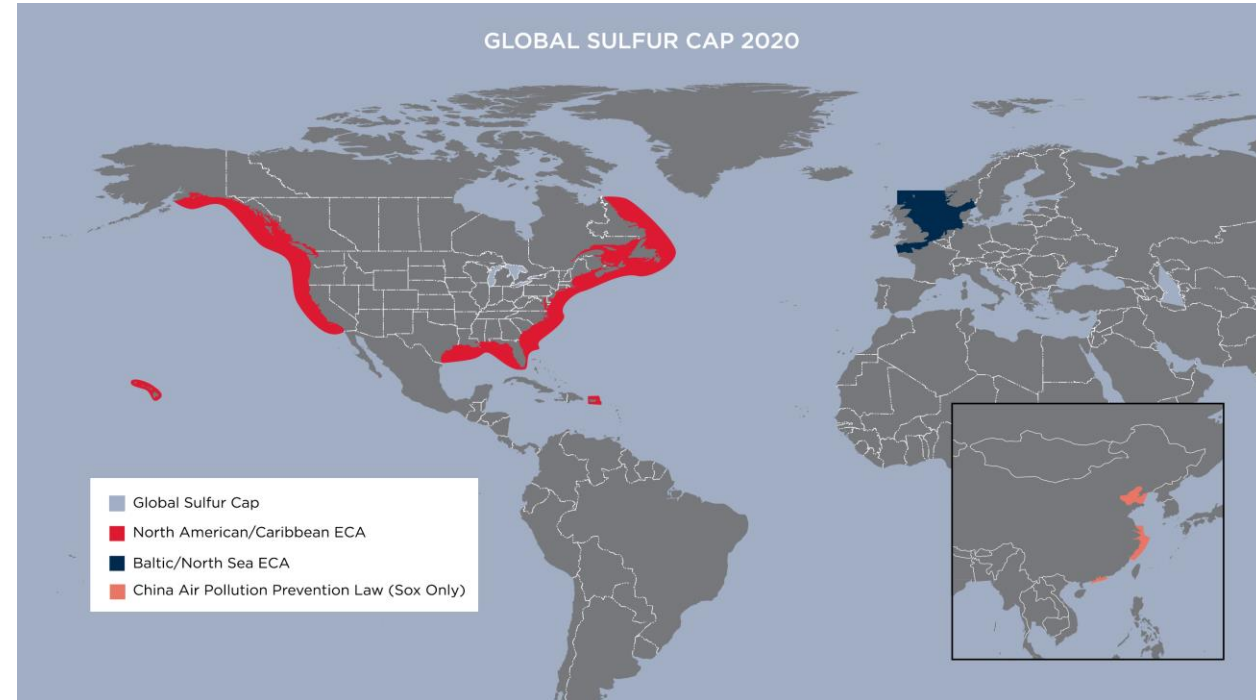 GLOBAL SULFUR CAP 2020
Global Sulfur Cap
North American/Caribbean ECA
Baltic/North Sea ECA
China Air Pollution Prevention Law (Sox Only)